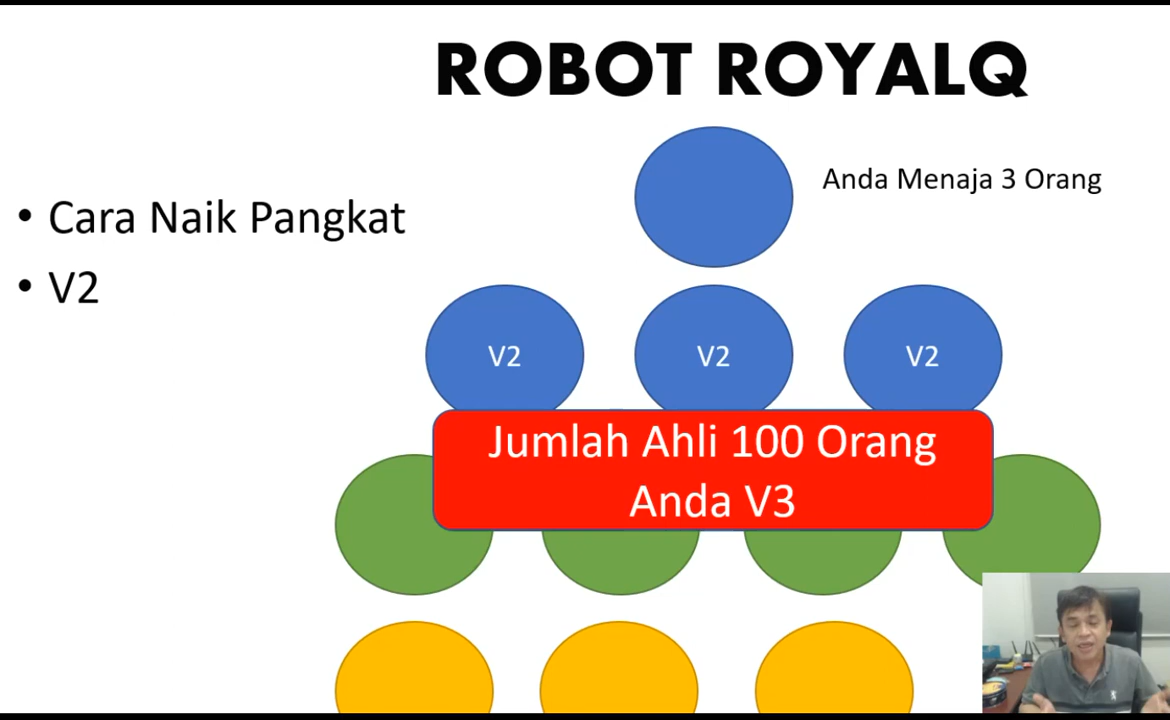 ROBOT ROYALQ
Anda Menaja 3 Orang
• Cara Naik Pangkat
• V2
V2
V2
V2
Jumlah Ahli 100 Orang
Anda V3